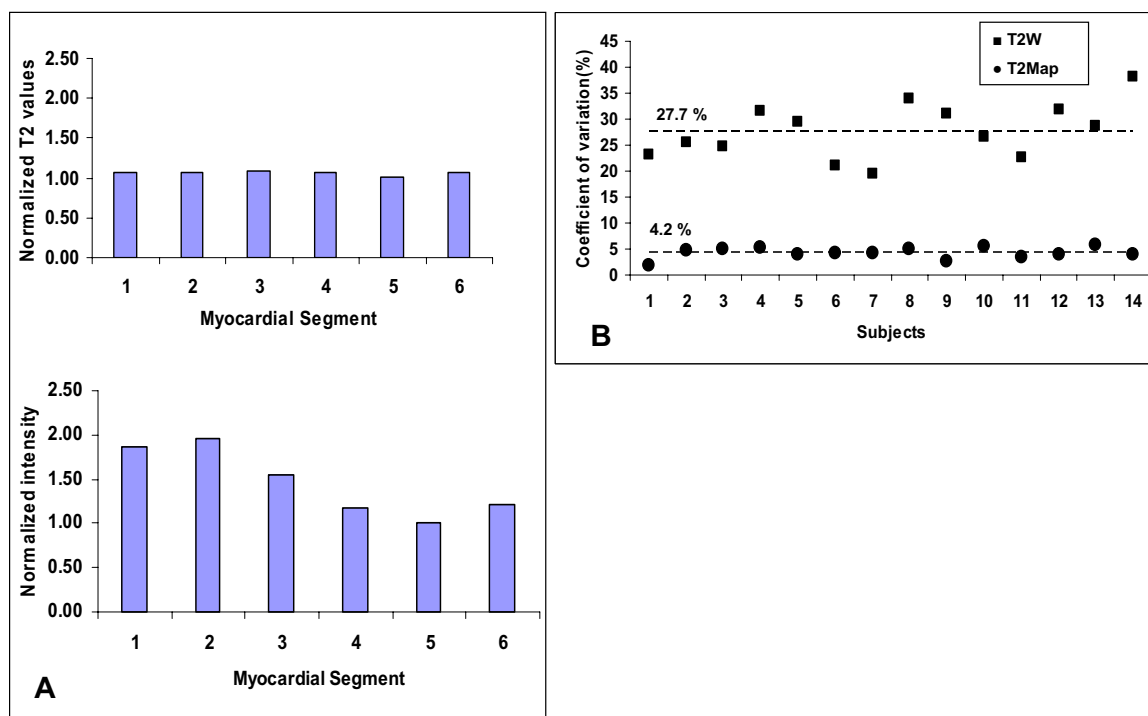 Normalized T2 values
2.50
2.00
1.50
1.00
0.50
0.00
1 2 3 4 5 6
Myocardial Segment
Normalized intensity
2.50
2.00
1.50
1.00
0.50
0.00
1 2 3 4 5 6
Myocardial Segment
A
Coefficient of variation(%)
45
40
35
30
25
20
15
10
5
0
T2W
T2Map
27.7 %
4.2 %
1 2 3 4 5 6 7 8 9 10 11 12 13 14
Subjects
B